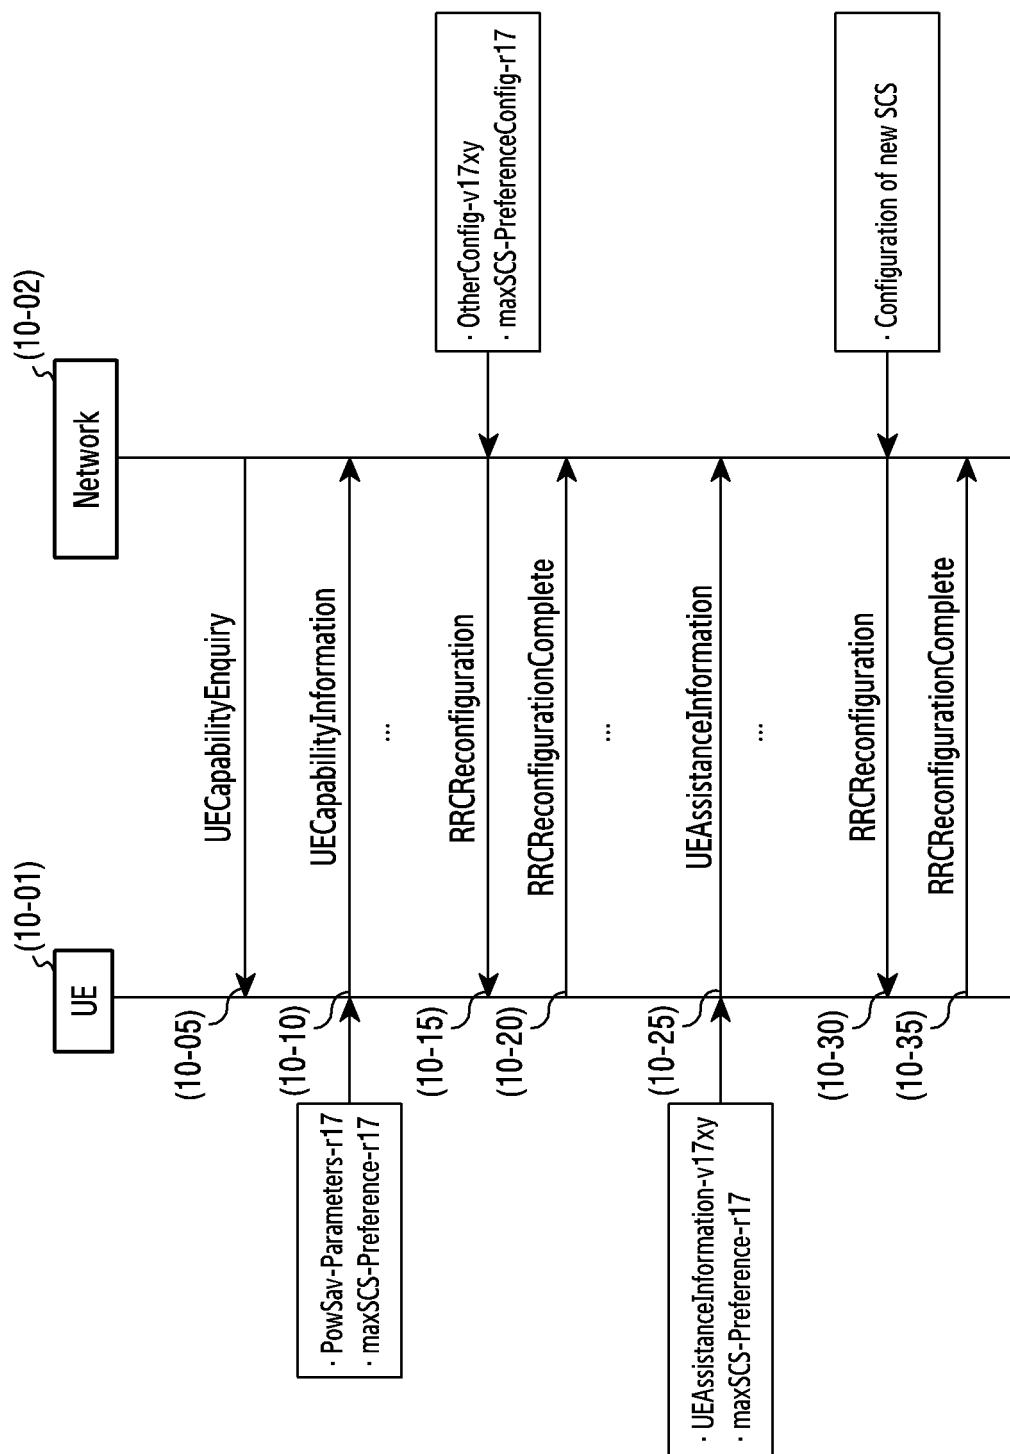 (10-01)
UE
(10-02)
Network
(10-05)
UECapabilityEnquiry
· PowSav-Parameters-r17
· maxSCS-Preference-r17
(10-10)
UECapabilityInformation
...
(10-15)
RRCReconfiguration
· OtherConfig-v17xy
· maxSCS-PreferenceConfig-r17
(10-20)
RRCReconfigurationComplete
...
· UEAssistanceInformation-v17xy
· maxSCS-Preference-r17
(10-25)
UEAssistanceInformation
...
(10-30)
RRCReconfiguration
· Configuration of new SCS
(10-35)
RRCReconfigurationComplete